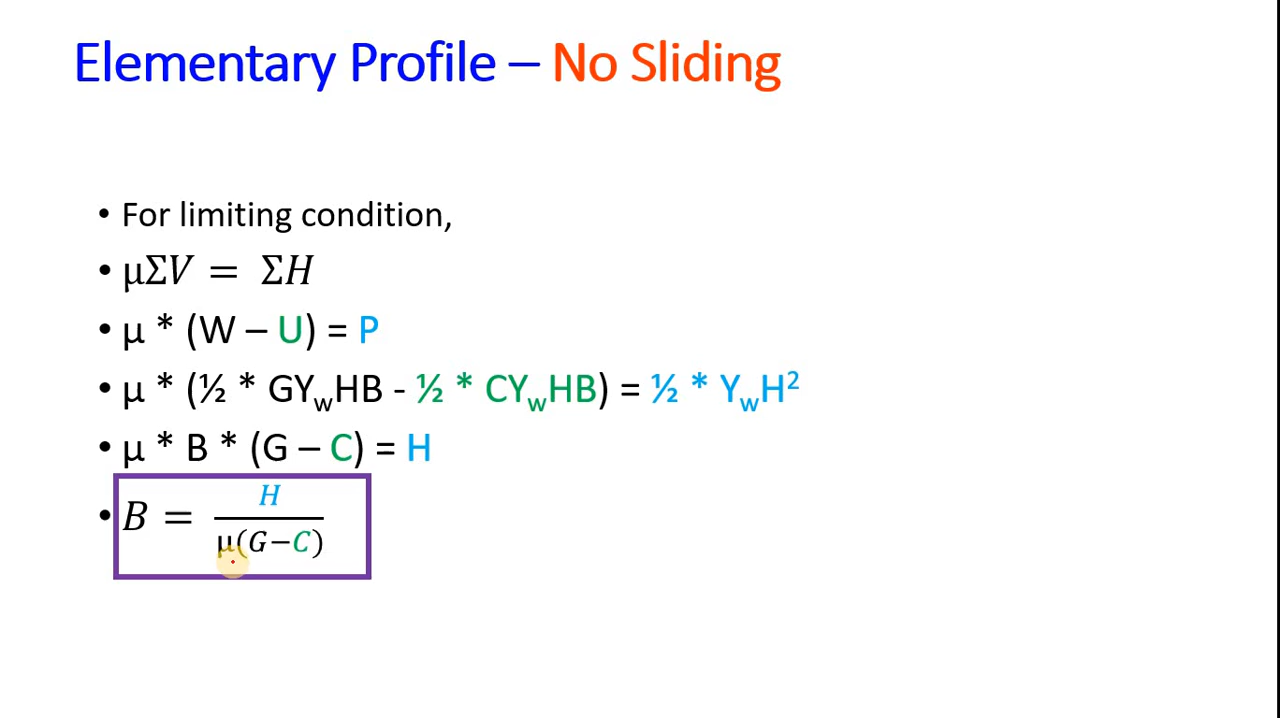 Elementary Profile – No Sliding
• For limiting condition,
• μΣV = ΣH
• μ * (W – U) = P
• μ * (½ * GYwHB - ½ * CYwHB) = ½ * YwH²
• μ * B * (G – C) = H
• B = H / μ(G−C)